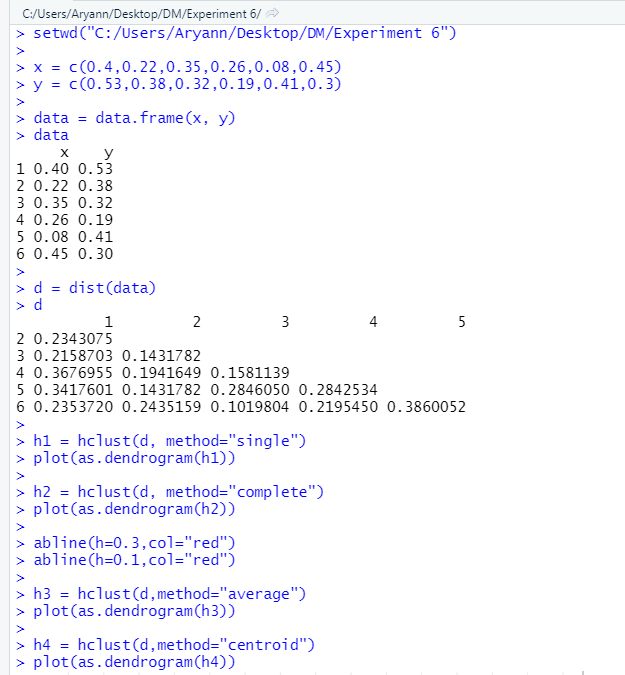 C:/Users/Aryann/Desktop/DM/Experiment 6/
> setwd("C:/Users/Aryann/Desktop/DM/Experiment 6")
>
> x = c(0.4,0.22,0.35,0.26,0.08,0.45)
> y = c(0.53,0.38,0.32,0.19,0.41,0.3)
>
> data = data.frame(x, y)
> data
x y
1 0.40 0.53
2 0.22 0.38
3 0.35 0.32
4 0.26 0.19
5 0.08 0.41
6 0.45 0.30
>
> d = dist(data)
> d
1 2 3 4 5
2 0.2343075
3 0.2158703 0.1431782
4 0.3676955 0.1941649 0.1581139
5 0.3417601 0.1431782 0.2846050 0.2842534
6 0.2353720 0.2435159 0.1019804 0.2195450 0.3860052
>
> h1 = hclust(d, method="single")
> plot(as.dendrogram(h1))
>
> h2 = hclust(d, method="complete")
> plot(as.dendrogram(h2))
>
> abline(h=0.3,col="red")
> abline(h=0.1,col="red")
>
> h3 = hclust(d,method="average")
> plot(as.dendrogram(h3))
>
> h4 = hclust(d,method="centroid")
> plot(as.dendrogram(h4))